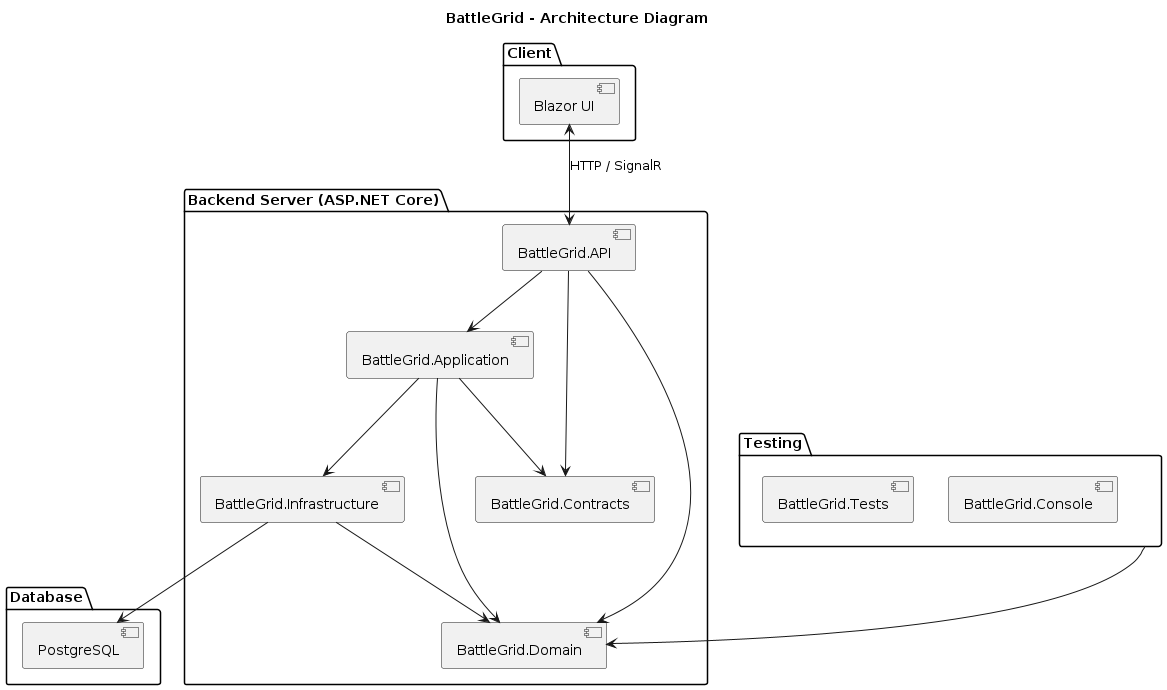 BattleGrid - Architecture Diagram
Client
Blazor UI
HTTP / SignalR
Backend Server (ASP.NET Core)
BattleGrid.API
BattleGrid.Application
Testing
BattleGrid.Infrastructure
BattleGrid.Contracts
BattleGrid.Tests
BattleGrid.Console
Database
PostgreSQL
BattleGrid.Domain